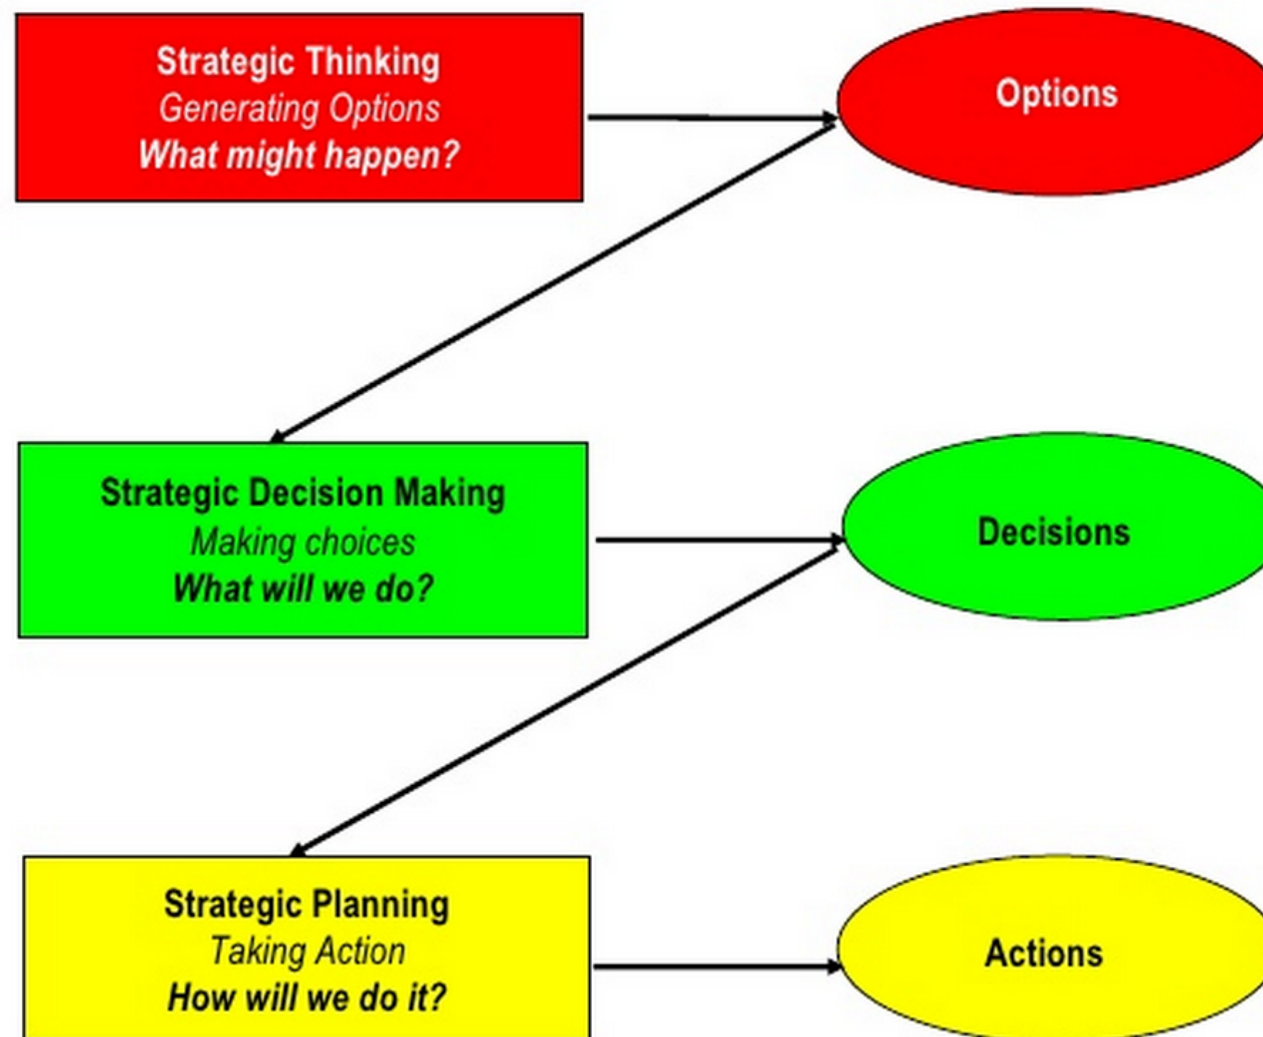 Strategic Thinking
Generating Options
What might happen?
Options
Strategic Decision Making
Making choices
What will we do?
Decisions
Strategic Planning
Taking Action
How will we do it?
Actions